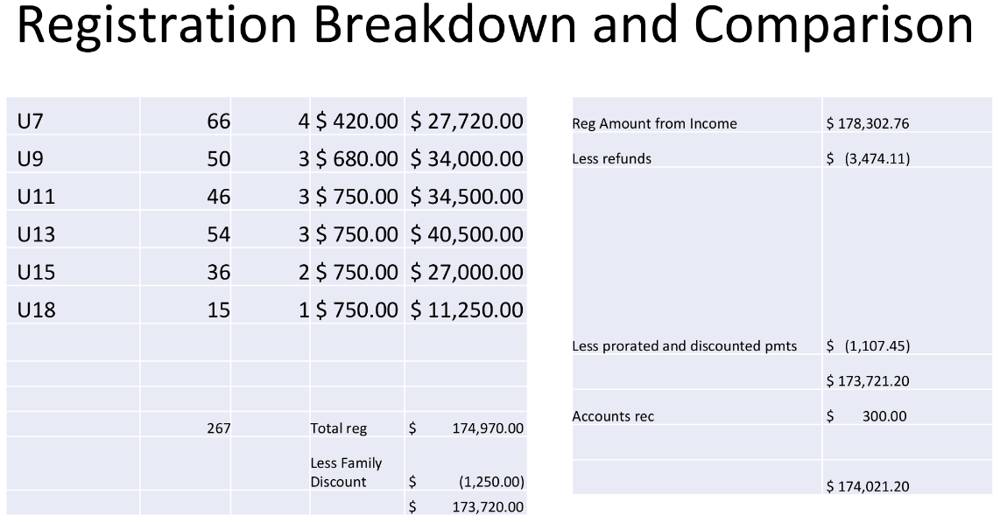 Registration Breakdown and Comparison
U7 66 4 $ 420.00 $ 27,720.00
U9 50 3 $ 680.00 $ 34,000.00
U11 46 3 $ 750.00 $ 34,500.00
U13 54 3 $ 750.00 $ 40,500.00
U15 36 2 $ 750.00 $ 27,000.00
U18 15 1 $ 750.00 $ 11,250.00
267 Total reg $ 174,970.00
Less Family
Discount $ (1,250.00)
$ 173,720.00
Reg Amount from Income $ 178,302.76
Less refunds $ (3,474.11)
Less prorated and discounted pmts $ (1,107.45)
$ 173,721.20
Accounts rec $ 300.00
$ 174,021.20